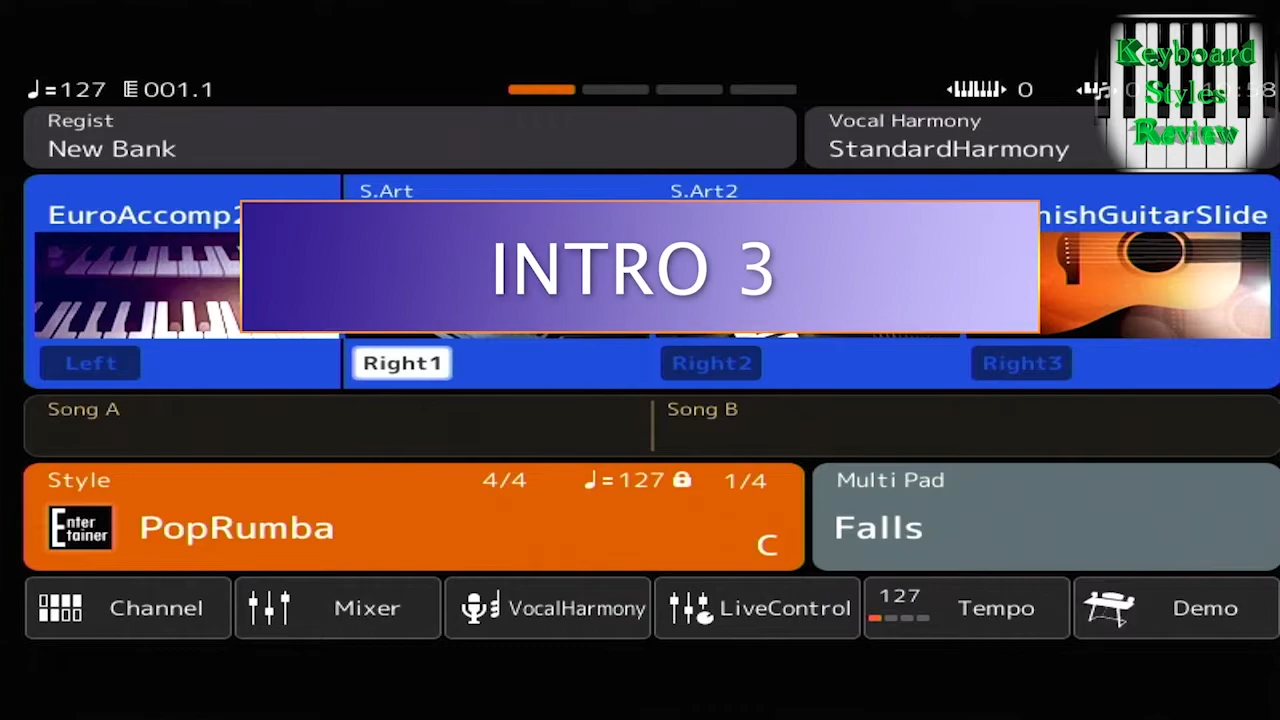 ♩=127 001.1
0
Keyboard
Styles
Review
Regist
New Bank
Vocal Harmony
StandardHarmony
S.Art
S.Art2
EuroAccomp
nishGuitarSlide
INTRO 3
Left
Right1
Right2
Right3
Song A
Song B
Style
4/4
♩=127
1/4
Enter
tainer
PopRumba
C
Multi Pad
Falls
Channel
Mixer
VocalHarmony
LiveControl
127
Tempo
Demo